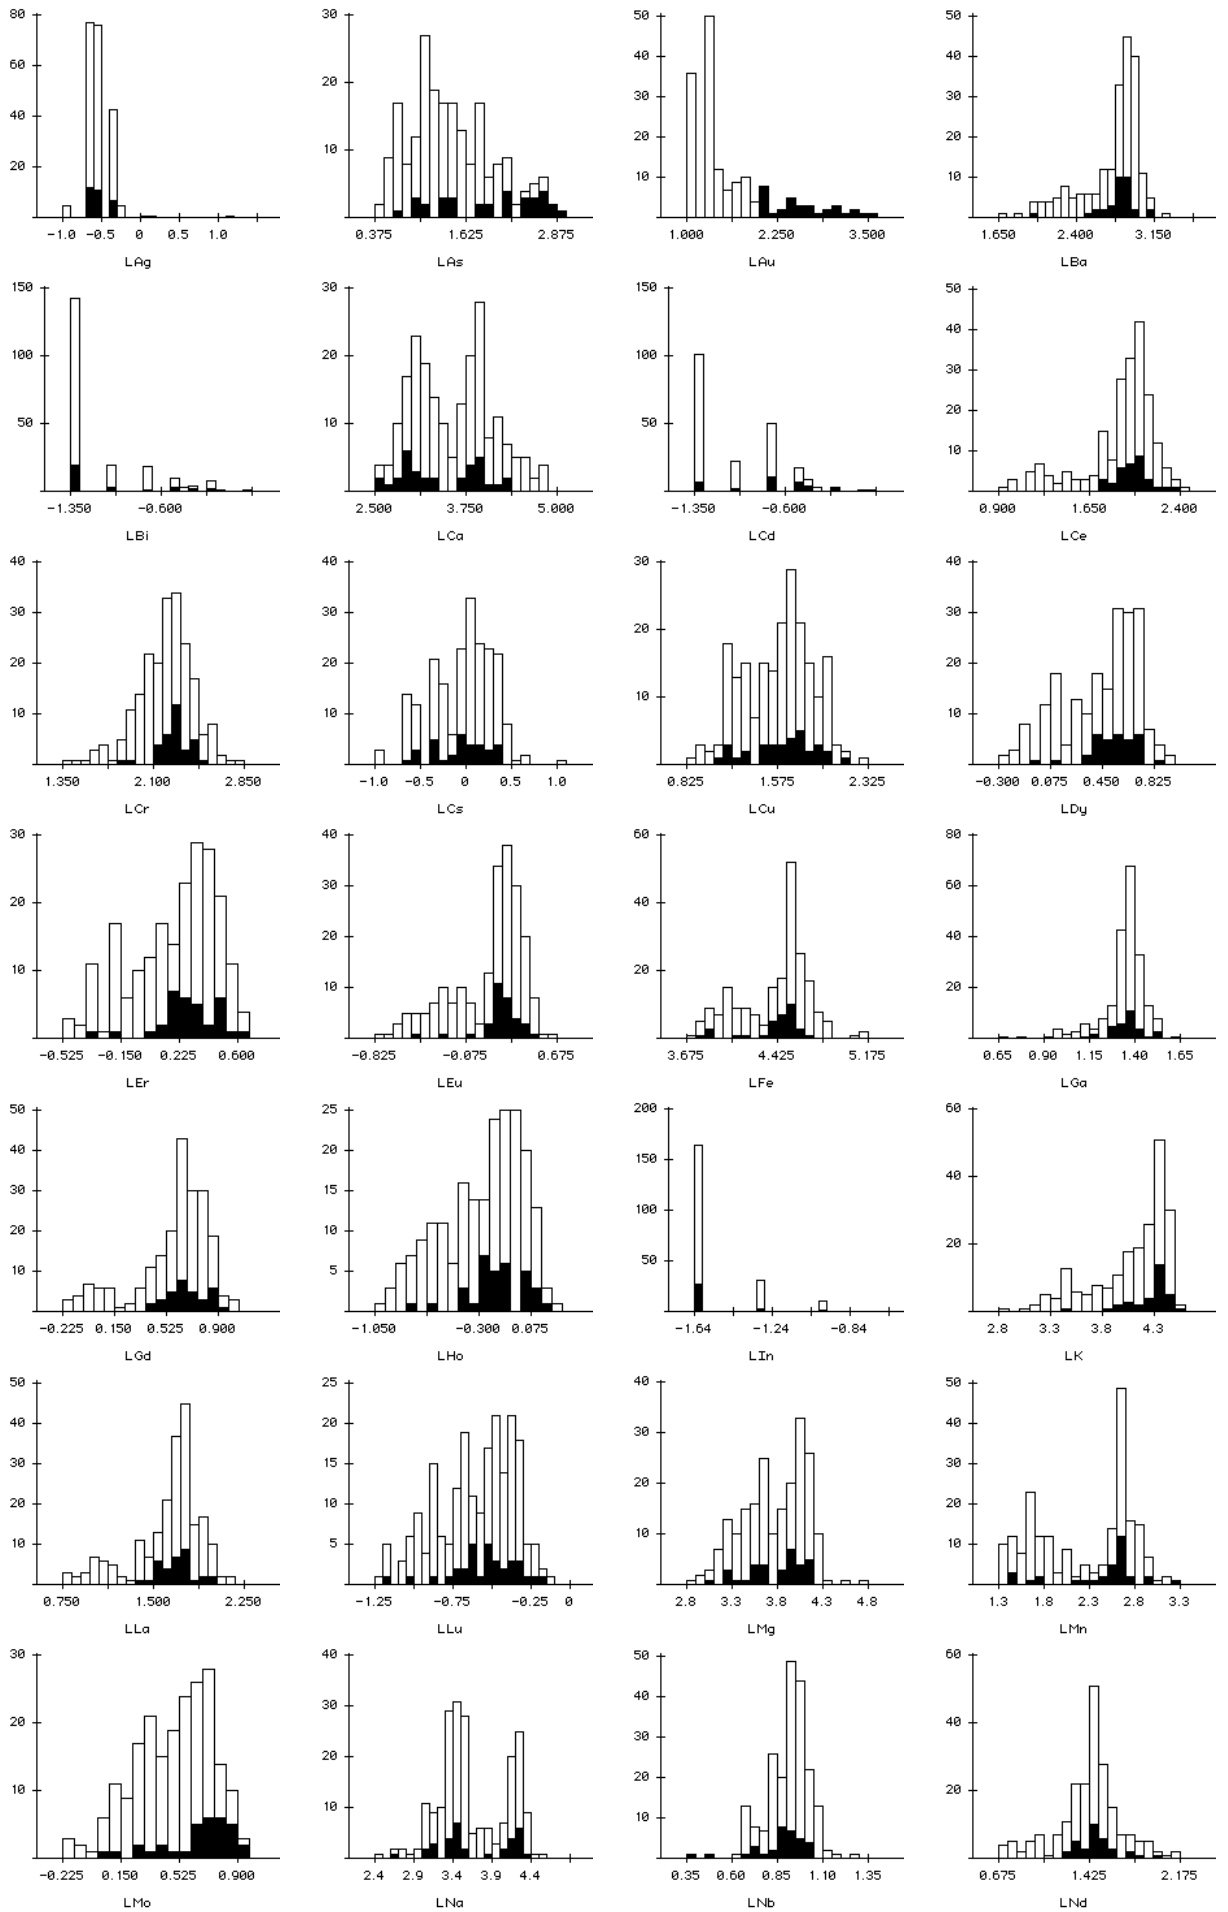 80
60
40
20
-1.0 -0.5 0 0.5 1.0
LAg
30
20
10
0.375 1.625 2.875
LAs
50
40
30
20
10
1.000 2.250 3.500
LAu
50
40
30
20
10
1.650 2.400 3.150
LBa
150
100
50
-1.350 -0.600
LBi
30
20
10
2.500 3.750 5.000
LCa
150
100
50
-1.350 -0.600
LCd
50
40
30
20
10
0.900 1.650 2.400
LCe
40
30
20
10
1.350 2.100 2.850
LCr
40
30
20
10
-1.0 -0.5 0 0.5 1.0
LCs
30
20
10
0.825 1.575 2.325
LCu
40
30
20
10
-0.300 0.075 0.450 0.825
LDy
30
20
10
-0.525 -0.150 0.225 0.600
LEr
40
30
20
10
-0.825 -0.075 0.675
LEu
60
40
20
3.675 4.425 5.175
LFe
80
60
40
20
0.65 0.90 1.15 1.40 1.65
LGa
50
40
30
20
10
-0.225 0.150 0.525 0.900
LGd
25
20
15
10
5
-1.050 -0.300 0.075
LHo
200
150
100
50
-1.64 -1.24 -0.84
LIn
60
40
20
2.8 3.3 3.8 4.3
LK
50
40
30
20
10
0.750 1.500 2.250
LLa
25
20
15
10
5
-1.25 -0.75 -0.25 0
LLu
40
30
20
10
2.8 3.3 3.8 4.3 4.8
LMg
50
40
30
20
10
1.3 1.8 2.3 2.8 3.3
LMn
30
20
10
-0.225 0.150 0.525 0.900
LMo
40
30
20
10
2.4 2.9 3.4 3.9 4.4
LNa
50
40
30
20
10
0.35 0.60 0.85 1.10 1.35
LNb
60
40
20
0.675 1.425 2.175
LNd